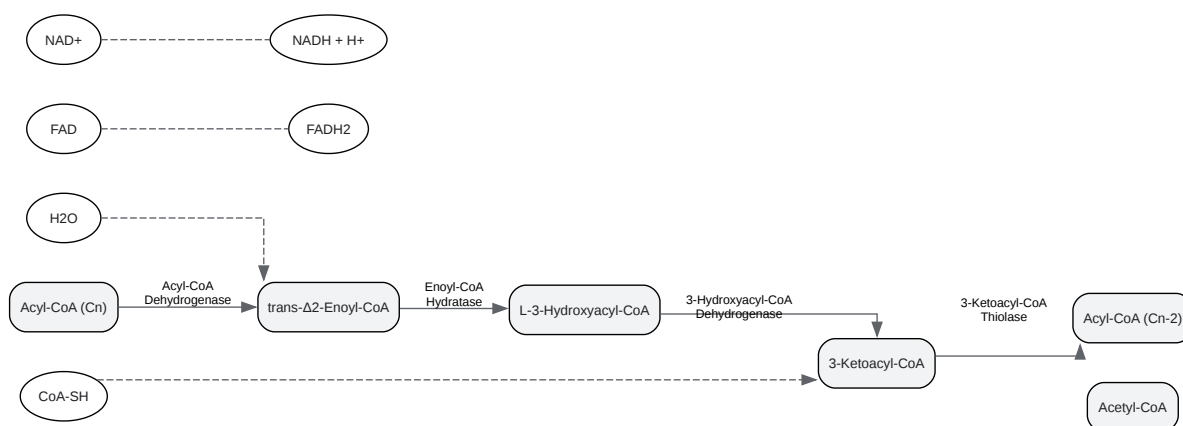 NAD+
NADH + H+
FAD
FADH2
H2O
Acyl-CoA (Cn)
Acyl-CoA
Dehydrogenase
trans-Δ2-Enoyl-CoA
Enoyl-CoA
Hydratase
L-3-Hydroxyacyl-CoA
3-Hydroxyacyl-CoA
Dehydrogenase
3-Ketoacyl-CoA
3-Ketoacyl-CoA
Thiolase
Acyl-CoA (Cn-2)
CoA-SH
Acetyl-CoA